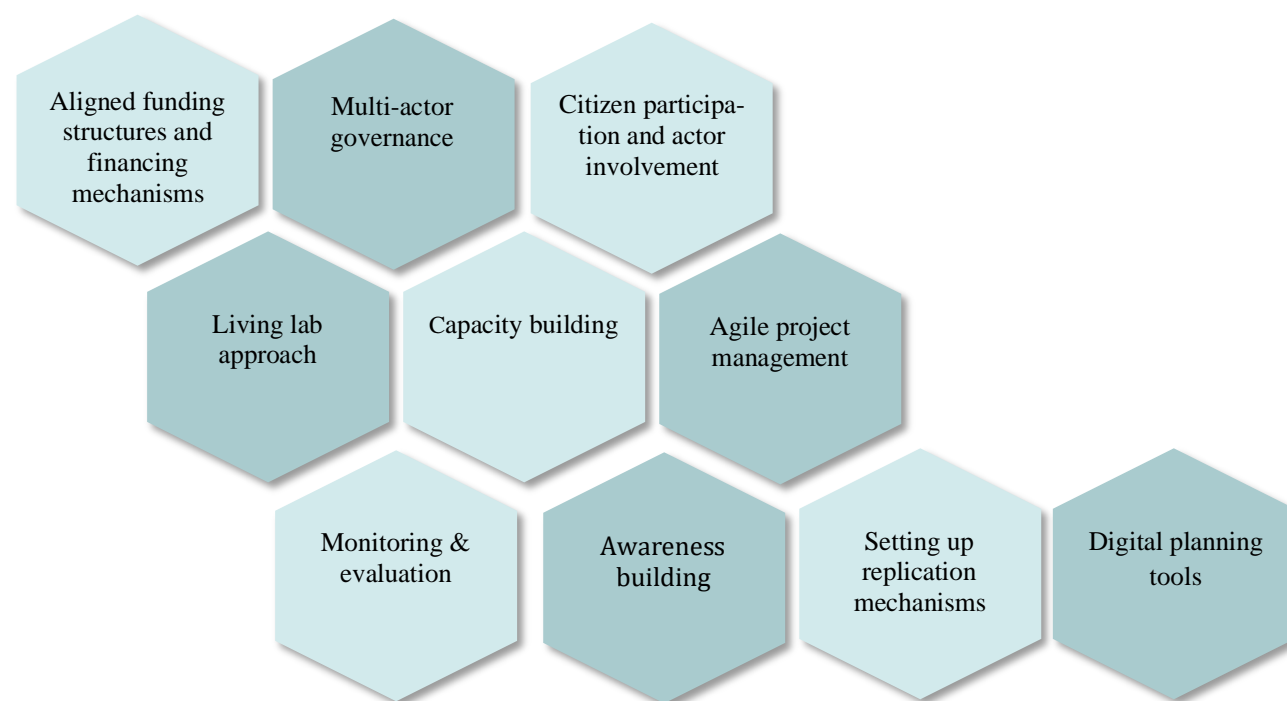 Aligned funding
structures and
financing
mechanisms
Multi-actor
governance
Citizen participa-
tion and actor
involvement
Living lab
approach
Capacity building
Agile project
management
Monitoring &
evaluation
Awareness
building
Setting up
replication
mechanisms
Digital planning
tools